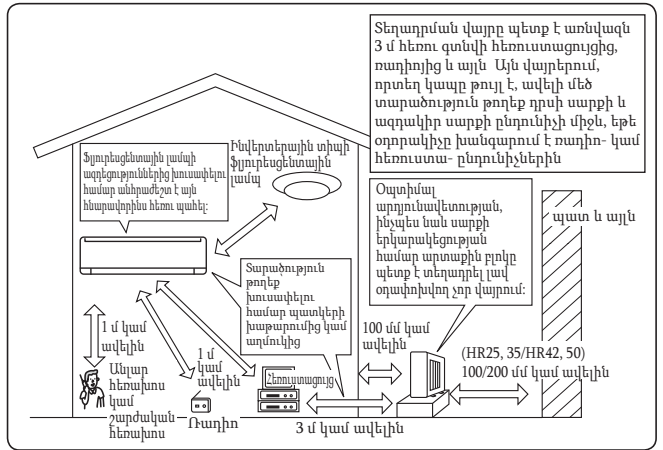 Տեղադրման վայրը պետք է առնվազն
3 մ հեռու գտնվի հեռուստացույցից,
ռադիոյից և այլն Այն վայրերում,
որտեղ կապը թույլ է, ավելի մեծ
տարածություն թողեք դրսի սարքի և
ազդակիր սարքի ընդունիչի միջև, եթե
օդորակիչը խանգարում է ռադիո- կամ
հեռուստա- ընդունիչներին
Ֆլյուրեսցենտային լամպի
ազդեցություններից խուսափելու
համար անհրաժեշտ է այն
հնարավորինս հեռու պահել:
Ինվերտերային տիպի
ֆլյուրեսցենտային
լամպ
Օպտիմալ
արդյունավետության,
ինչպես նաև սարքի
երկարակեցության
համար արտաքին բլոկը
պետք է տեղադրել լավ
օդափոխվող չոր վայրում:
պատ և այլն
Տարածություն
թողեք
խուսափելու
համար պատկերի
խաթարումից կամ
աղմուկից
1 մ կամ
ավելին
Անլար
հեռախոս
կամ
շարժական
հեռախոս
1 մ
կամ
ավելին
Ռադիո
Հեռուստացույց
100 մմ կամ
ավելին
(HR25, 35/HR42, 50)
100/200 մմ կամ ավելին
3 մ կամ ավելին